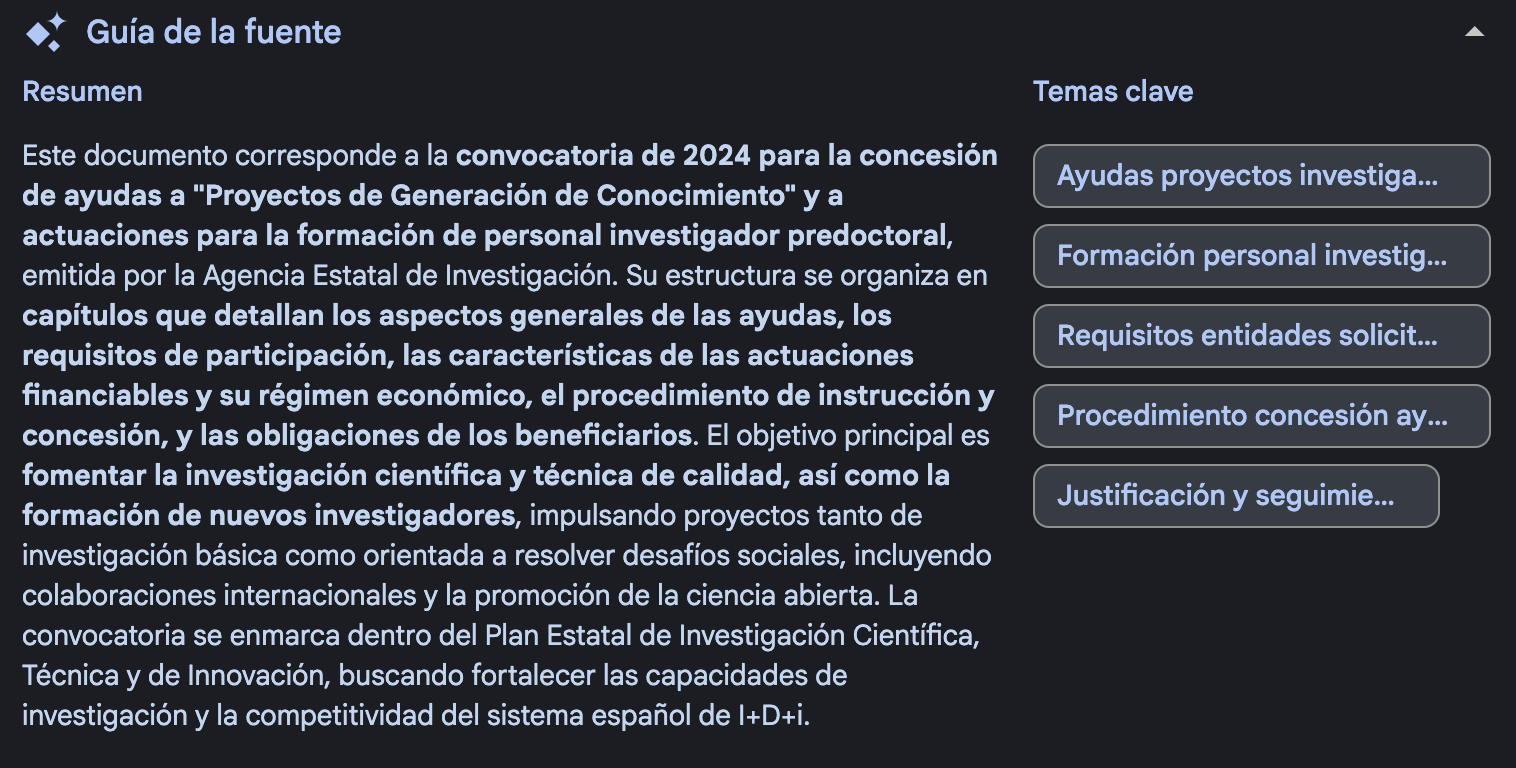 Guía de la fuente
Resumen
Este documento corresponde a la convocatoria de 2024 para la concesión
de ayudas a "Proyectos de Generación de Conocimiento" y a
actuaciones para la formación de personal investigador predoctoral,
emitida por la Agencia Estatal de Investigación. Su estructura se organiza en
capítulos que detallan los aspectos generales de las ayudas, los
requisitos de participación, las características de las actuaciones
financiables y su régimen económico, el procedimiento de instrucción y
concesión, y las obligaciones de los beneficiarios. El objetivo principal es
fomentar la investigación científica y técnica de calidad, así como la
formación de nuevos investigadores, impulsando proyectos tanto de
investigación básica como orientada a resolver desafíos sociales, incluyendo
colaboraciones internacionales y la promoción de la ciencia abierta. La
convocatoria se enmarca dentro del Plan Estatal de Investigación Científica,
Técnica y de Innovación, buscando fortalecer las capacidades de
investigación y la competitividad del sistema español de I+D+i.
Temas clave
Ayudas proyectos investiga...
Formación personal investig...
Requisitos entidades solicit...
Procedimiento concesión ay...
Justificación y seguimie...